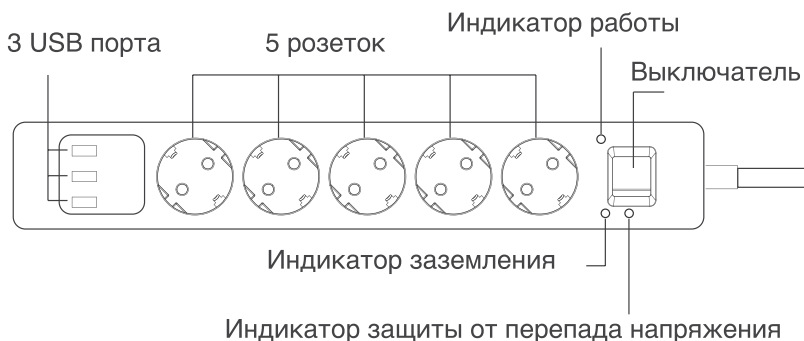 Индикатор работы
3 USB порта
5 розеток
Выключатель
Индикатор заземления
Индикатор защиты от перепада напряжения